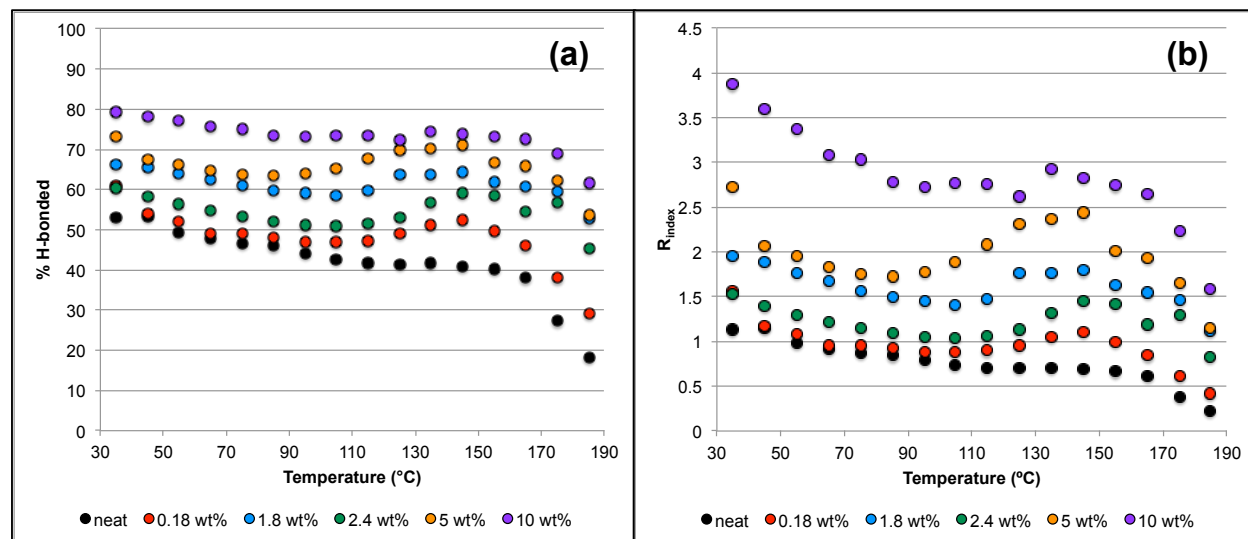 (a)
% H-bonded
100
90
80
70
60
50
40
30
20
10
0
30 50 70 90 110 130 150 170 190
Temperature (°C)
neat 0.18 wt% 1.8 wt% 2.4 wt% 5 wt% 10 wt%
(b)
Rindex
4.5
4
3.5
3
2.5
2
1.5
1
0.5
0
30 50 70 90 110 130 150 170 190
Temperature (ºC)
neat 0.18 wt% 1.8 wt% 2.4 wt% 5 wt% 10 wt%